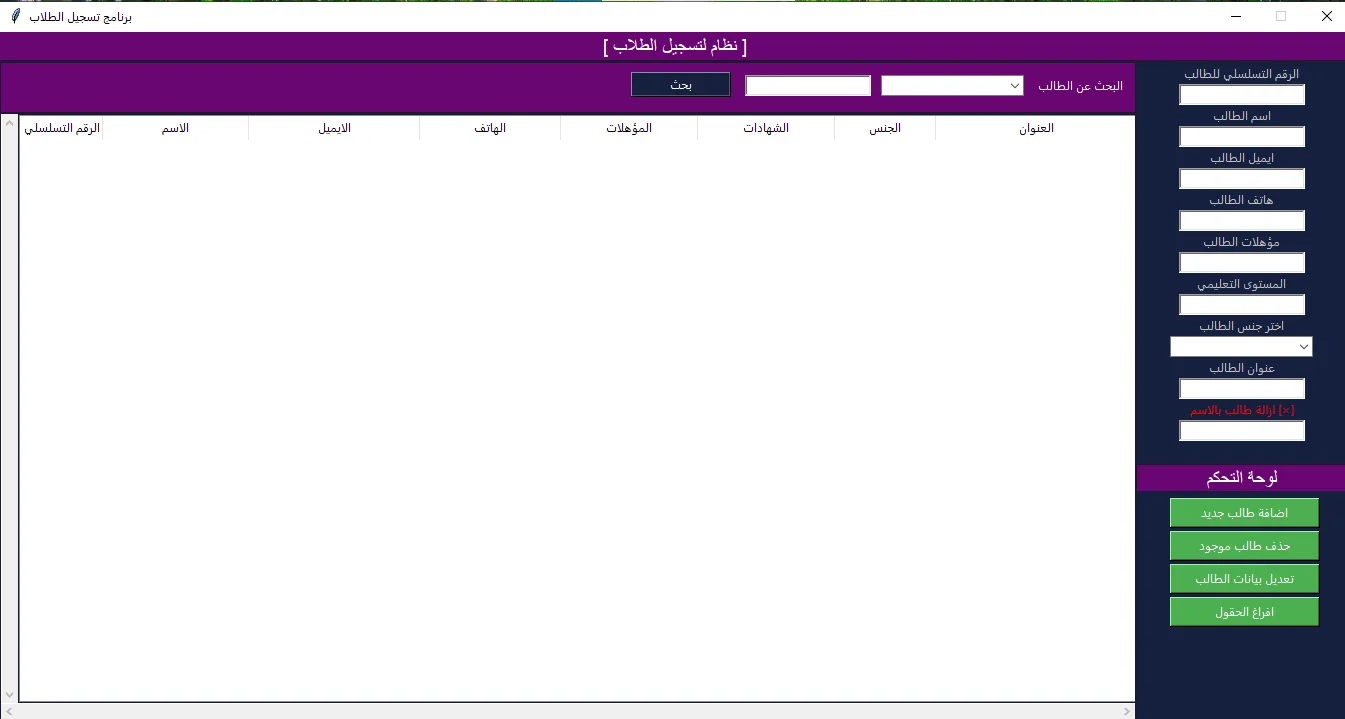 برنامج تسجيل الطلاب
[ نظام لتسجيل الطلاب ]
البحث عن الطالب
بحث
الرقم التسلسلي
الاسم
الايميل
الهاتف
المؤهلات
الشهادات
الجنس
العنوان
الرقم التسلسلي للطالب
اسم الطالب
ايميل الطالب
هاتف الطالب
مؤهلات الطالب
المستوى التعليمي
اختر جنس الطالب
عنوان الطالب
[×] ازالة طالب بالاسم
لوحة التحكم
اضافة طالب جديد
حذف طالب موجود
تعديل بيانات الطالب
افراغ الحقول